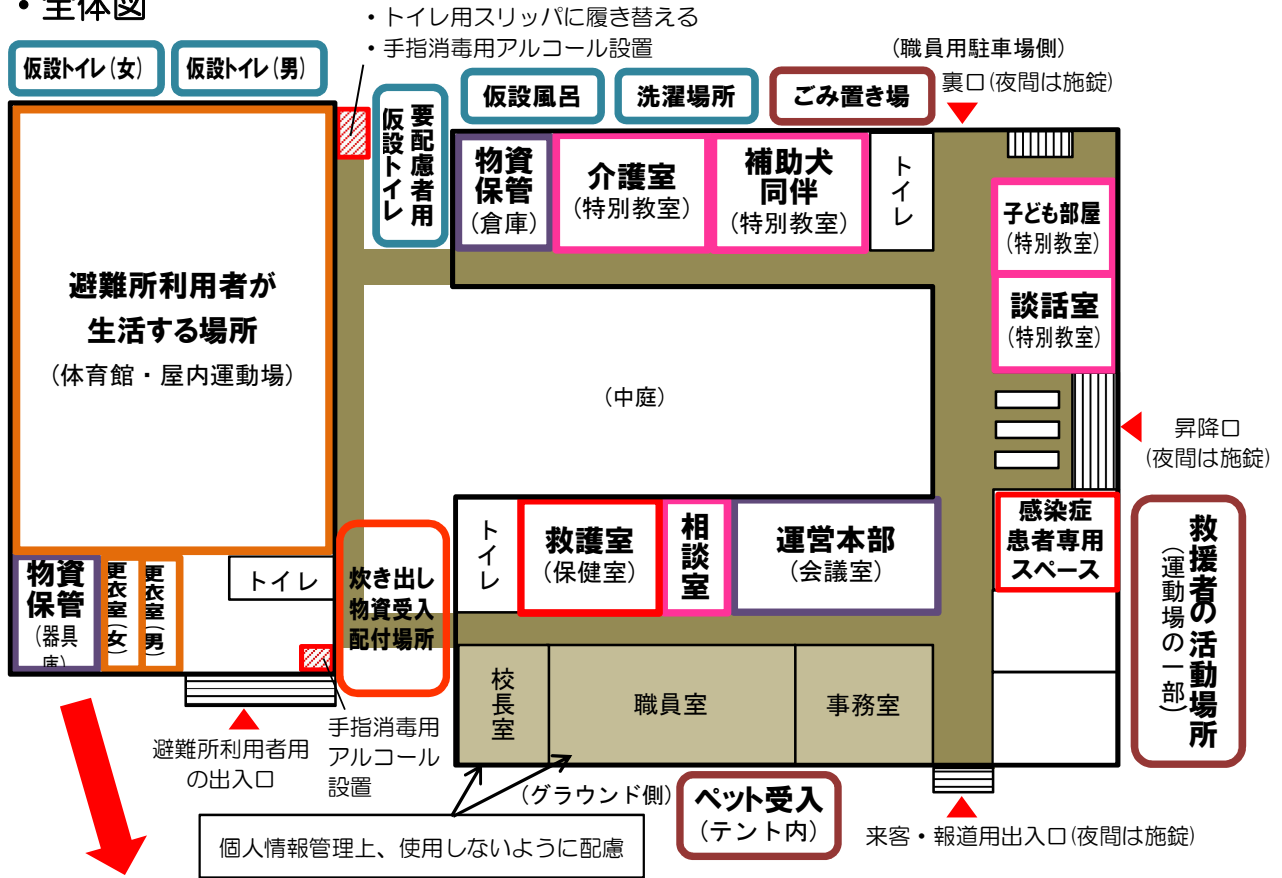 ・全体図
・トイレ用スリッパに履き替える
・手指消毒用アルコール設置
仮設トイレ(女)
仮設トイレ(男)
要配慮者用
仮設トイレ
仮設風呂
洗濯場所
ごみ置き場
(職員用駐車場側)
裏口(夜間は施錠)
避難所利用者が
生活する場所
(体育館・屋内運動場)
物資
保管
(倉庫)
介護室
(特別教室)
補助犬
同伴
(特別教室)
トイレ
子ども部屋
(特別教室)
談話室
(特別教室)
(中庭)
昇降口
(夜間は施錠)
物資
保管
(器具
庫)
更衣室(女)
更衣室(男)
トイレ
炊き出し
物資受入
配付場所
トイレ
救護室
(保健室)
相談室
運営本部
(会議室)
感染症
患者専用
スペース
救援者の活動場所
(運動場の一部)
校長室
職員室
事務室
避難所利用者用
の出入口
手指消毒用
アルコール
設置
(グラウンド側)
ペット受入
(テント内)
来客・報道用出入口(夜間は施錠)
個人情報管理上、使用しないように配慮